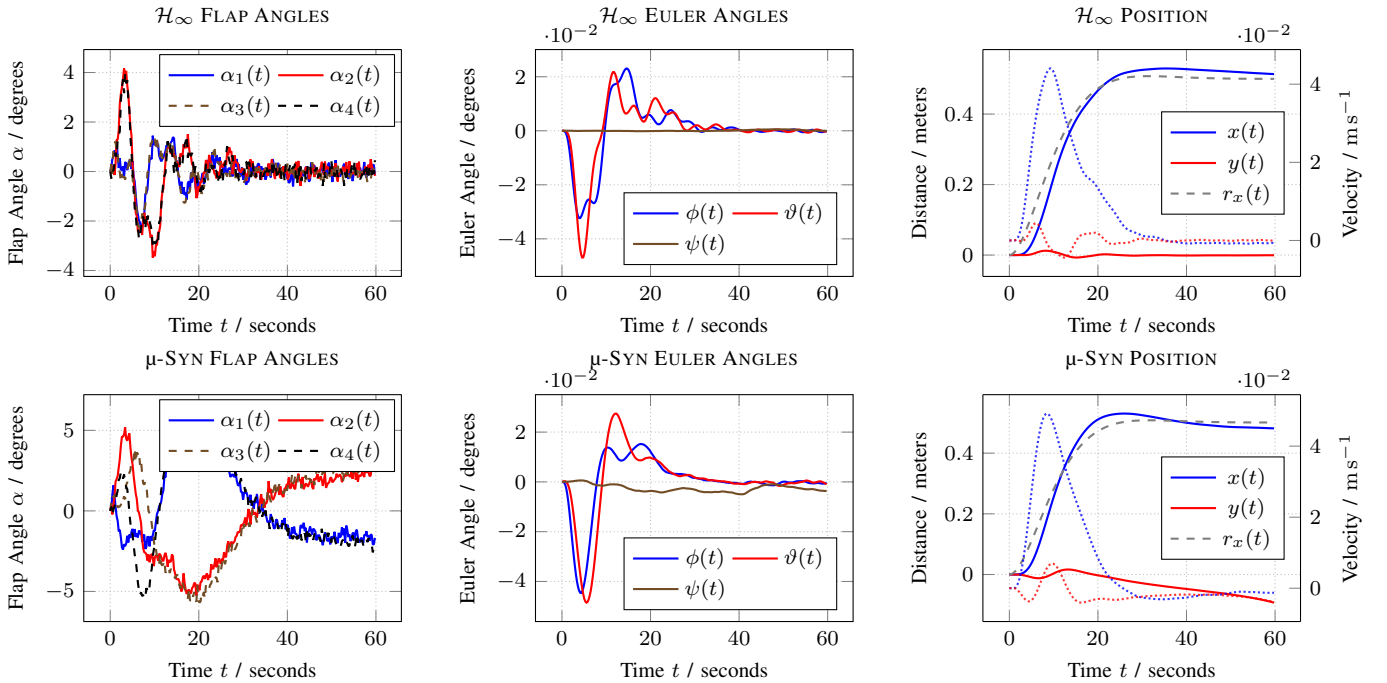 ℋ∞ FLAP ANGLES
4
2
0
−2
−4
0
20
40
60
Flap Angle α / degrees
Time t / seconds
α₁(t) α₂(t)
α₃(t) α₄(t)
ℋ∞ EULER ANGLES
·10⁻²
2
0
−2
−4
0
20
40
60
Euler Angle / degrees
Time t / seconds
ϕ(t) ϑ(t)
ψ(t)
ℋ∞ POSITION
·10⁻²
0.4
0.2
0
4
2
0
0
20
40
60
Distance / meters
Velocity / m s⁻¹
Time t / seconds
x(t)
y(t)
rₓ(t)
μ-SYN FLAP ANGLES
5
0
−5
0
20
40
60
Flap Angle α / degrees
Time t / seconds
α₁(t) α₂(t)
α₃(t) α₄(t)
μ-SYN EULER ANGLES
·10⁻²
2
0
−2
−4
0
20
40
60
Euler Angle / degrees
Time t / seconds
ϕ(t) ϑ(t)
ψ(t)
μ-SYN POSITION
·10⁻²
0.4
0.2
0
4
2
0
0
20
40
60
Distance / meters
Velocity / m s⁻¹
Time t / seconds
x(t)
y(t)
rₓ(t)